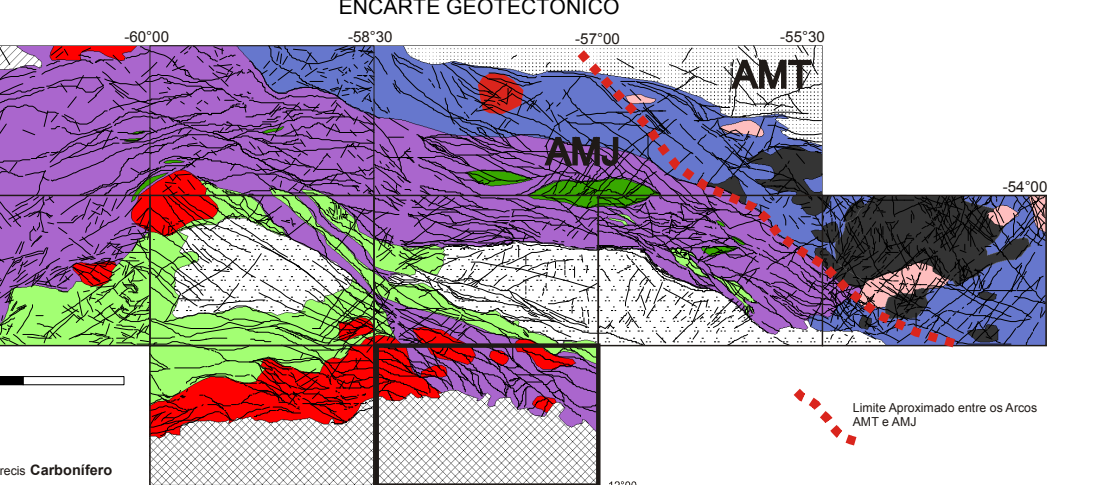 ENCARTE GEOTECTÔNICO
-60°00
-58°30
-57°00
-55°30
AMT
AMJ
-54°00
Limite Aproximado entre os Arcos
AMT e AMJ
recis Carbonífero